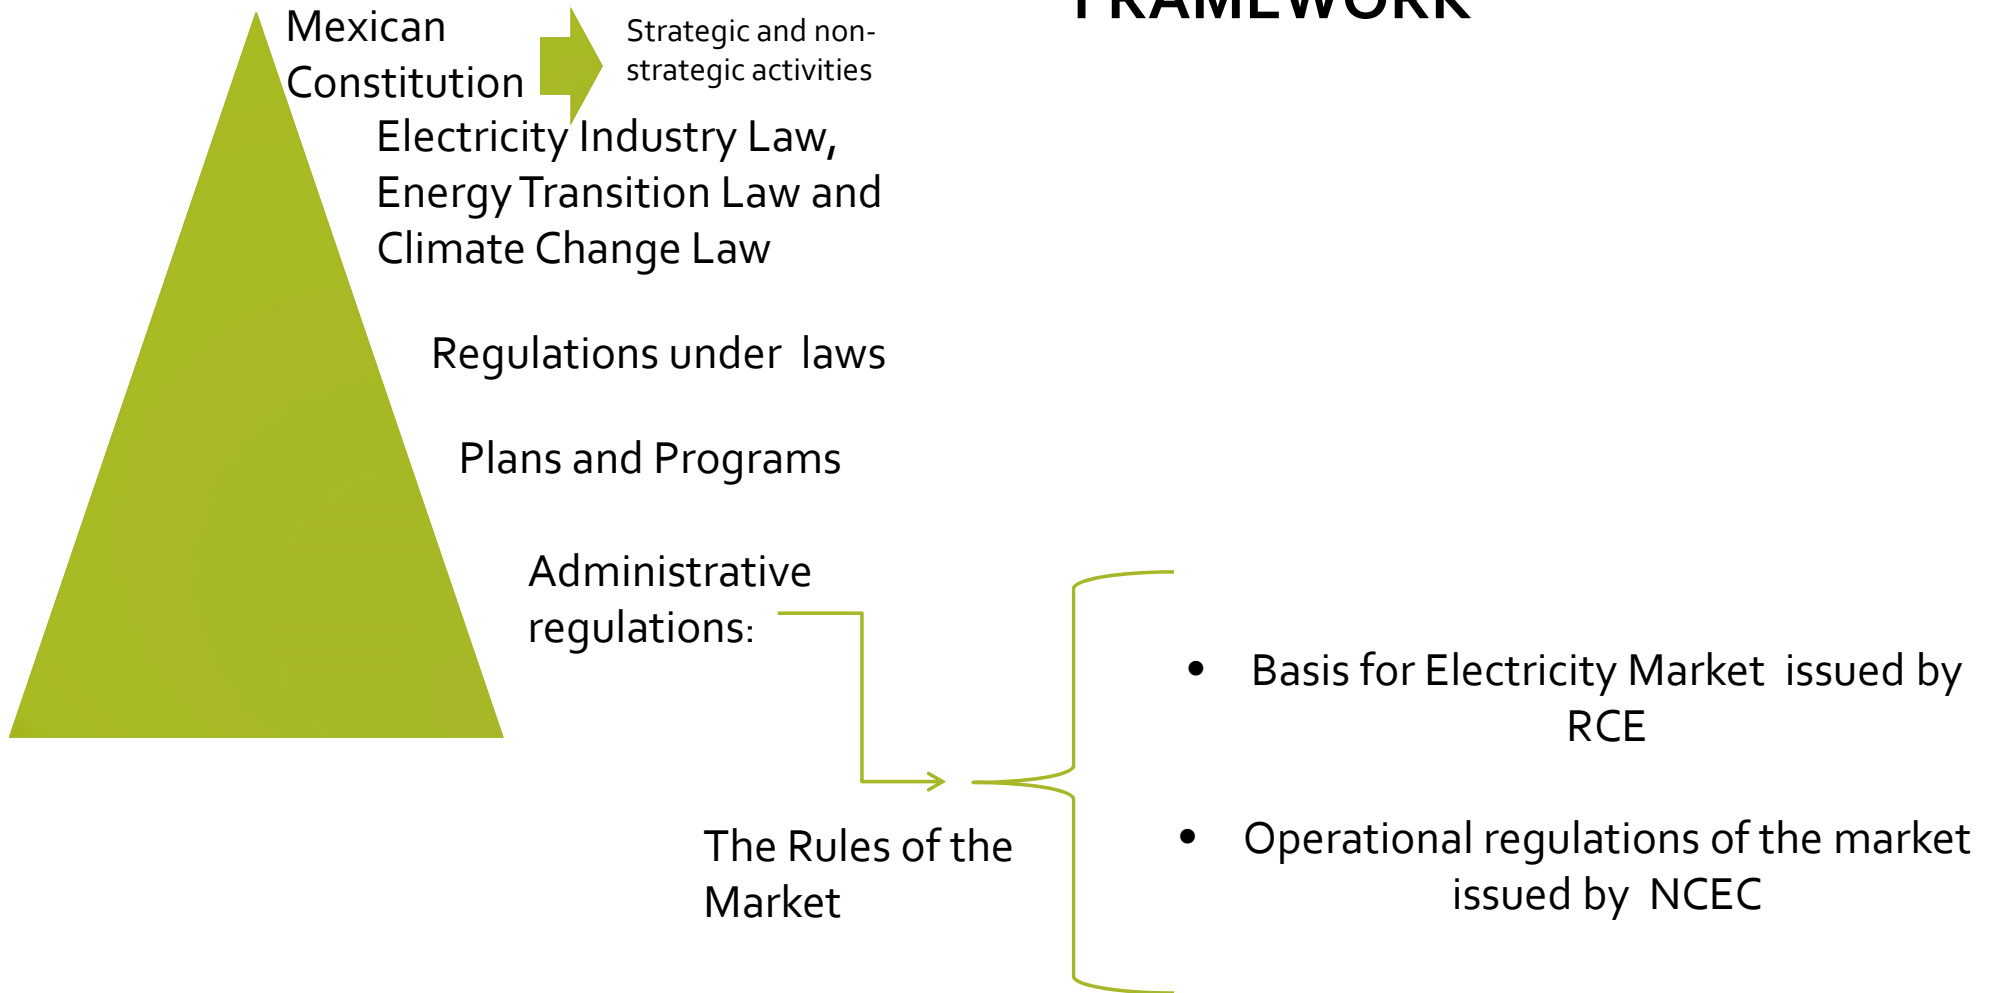 FRAMEWORK
Mexican
Constitution
Strategic and non-
strategic activities
Electricity Industry Law,
Energy Transition Law and
Climate Change Law
Regulations under laws
Plans and Programs
Administrative
regulations:
The Rules of the
Market
• Basis for Electricity Market issued by
RCE
• Operational regulations of the market
issued by NCEC